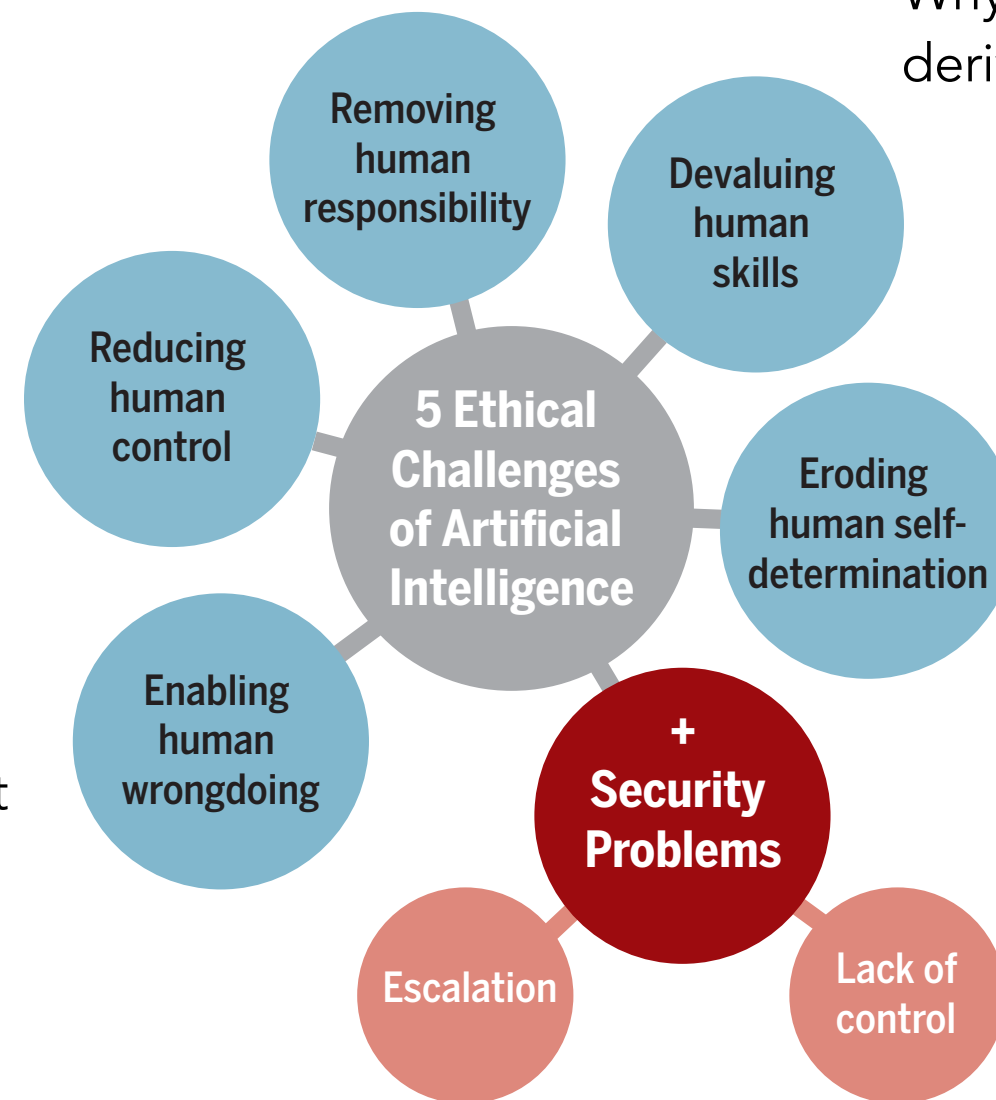 Removing
human
responsibility
Devaluing
human
skills
Reducing
human
control
5 Ethical
Challenges
of Artificial
Intelligence
Eroding
human self-
determination
Enabling
human
wrongdoing
+
Security
Problems
Escalation
Lack of
control